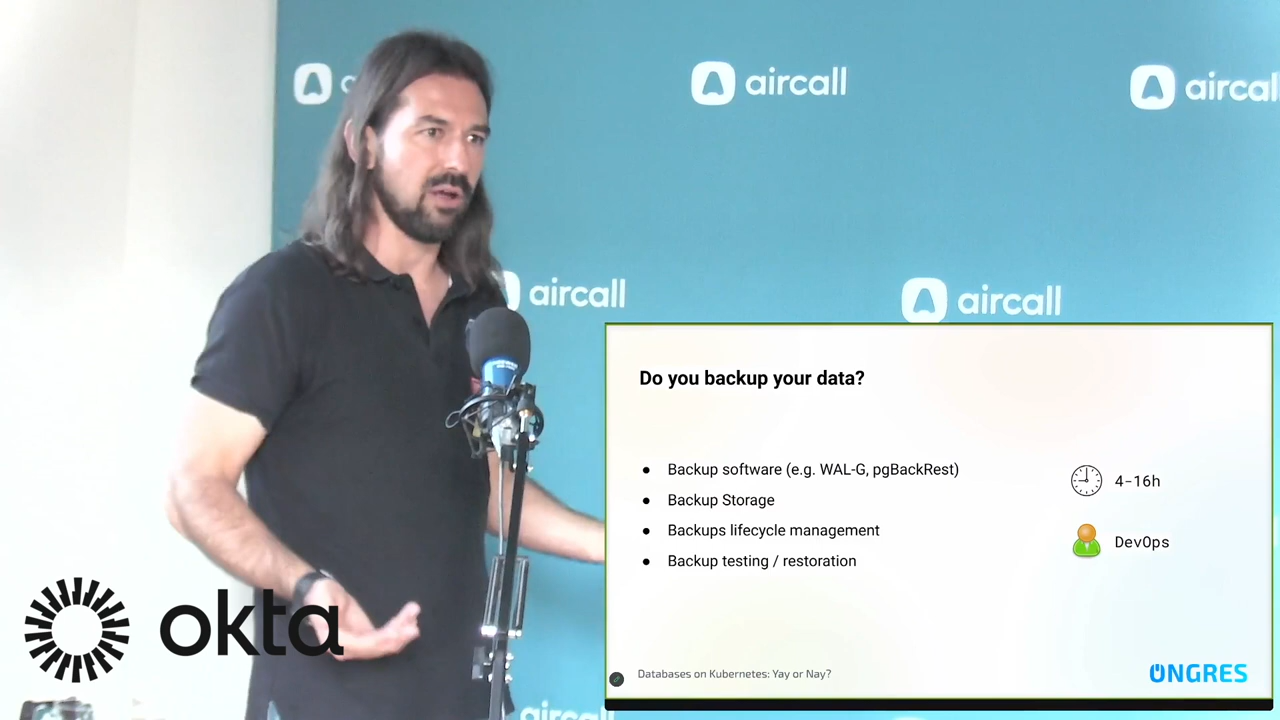 aircall
aircall
aircall
aircall
Do you backup your data?
Backup software (e.g. WAL-G, pgBackRest)
4-16h
Backup Storage
Backups lifecycle management
DevOps
Backup testing / restoration
okta
Databases on Kubernetes: Yay or Nay?
ONGRES
aircall